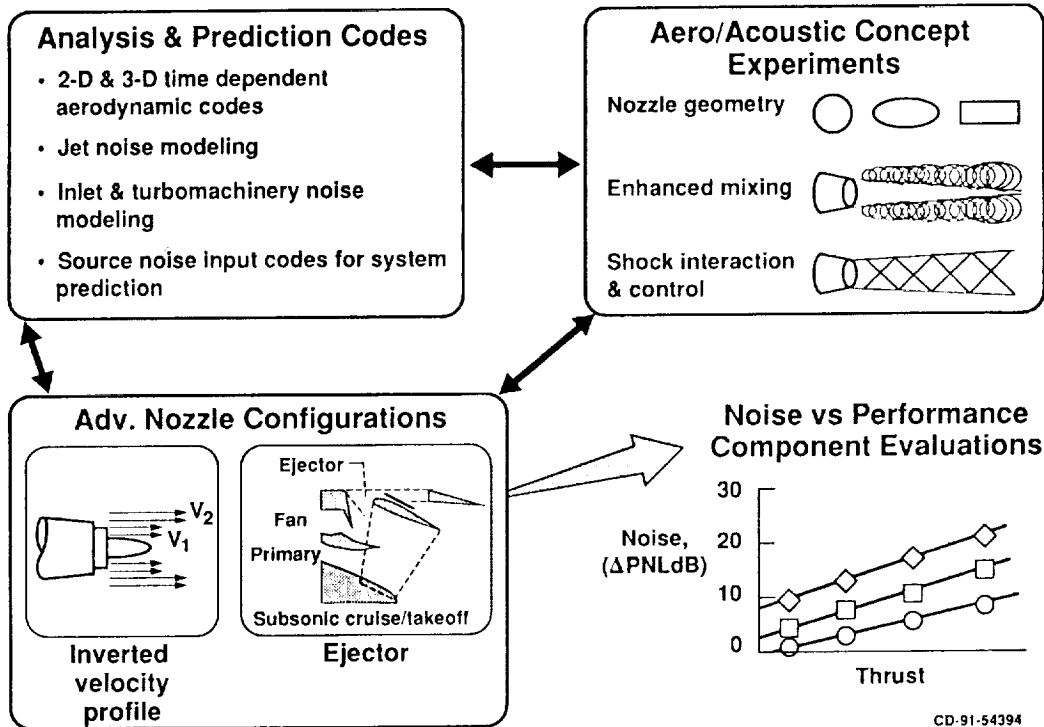 Analysis & Prediction Codes
• 2-D & 3-D time dependent
aerodynamic codes
• Jet noise modeling
• Inlet & turbomachinery noise
modeling
• Source noise input codes for system
prediction
Aero/Acoustic Concept
Experiments
Nozzle geometry
Enhanced mixing
Shock interaction
& control
Adv. Nozzle Configurations
V2
V1
Inverted
velocity
profile
Ejector
Fan
Primary
Subsonic cruise/takeoff
Ejector
Noise vs Performance
Component Evaluations
Noise,
(ΔPNLdB)
30
20
10
0
Thrust
CD-91-54394